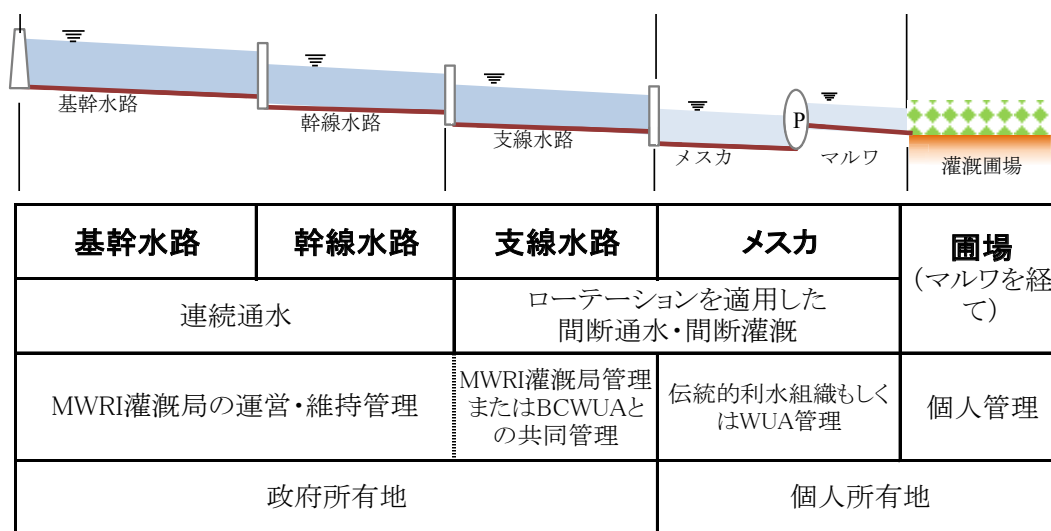 基幹水路
幹線水路
支線水路
メスカ
P
マルワ
灌漑圃場
基幹水路
幹線水路
支線水路
メスカ
圃場
(マルワを経
て)
連続通水
ローテーションを適用した
間断通水・間断灌漑
MWRI灌漑局の運営・維持管理
MWRI灌漑局管理
またはBCWUAと
の共同管理
伝統的利水組織もしく
はWUA管理
個人管理
政府所有地
個人所有地